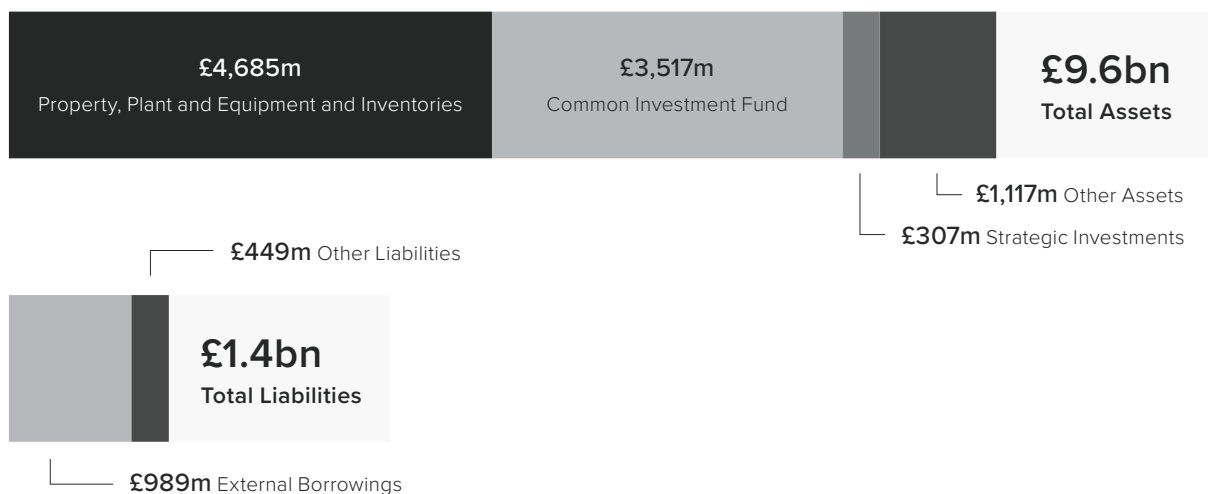 £4,685m
Property, Plant and Equipment and Inventories
£3,517m
Common Investment Fund
£9.6bn
Total Assets
£1,117m Other Assets
£307m Strategic Investments
£449m Other Liabilities
£1.4bn
Total Liabilities
£989m External Borrowings